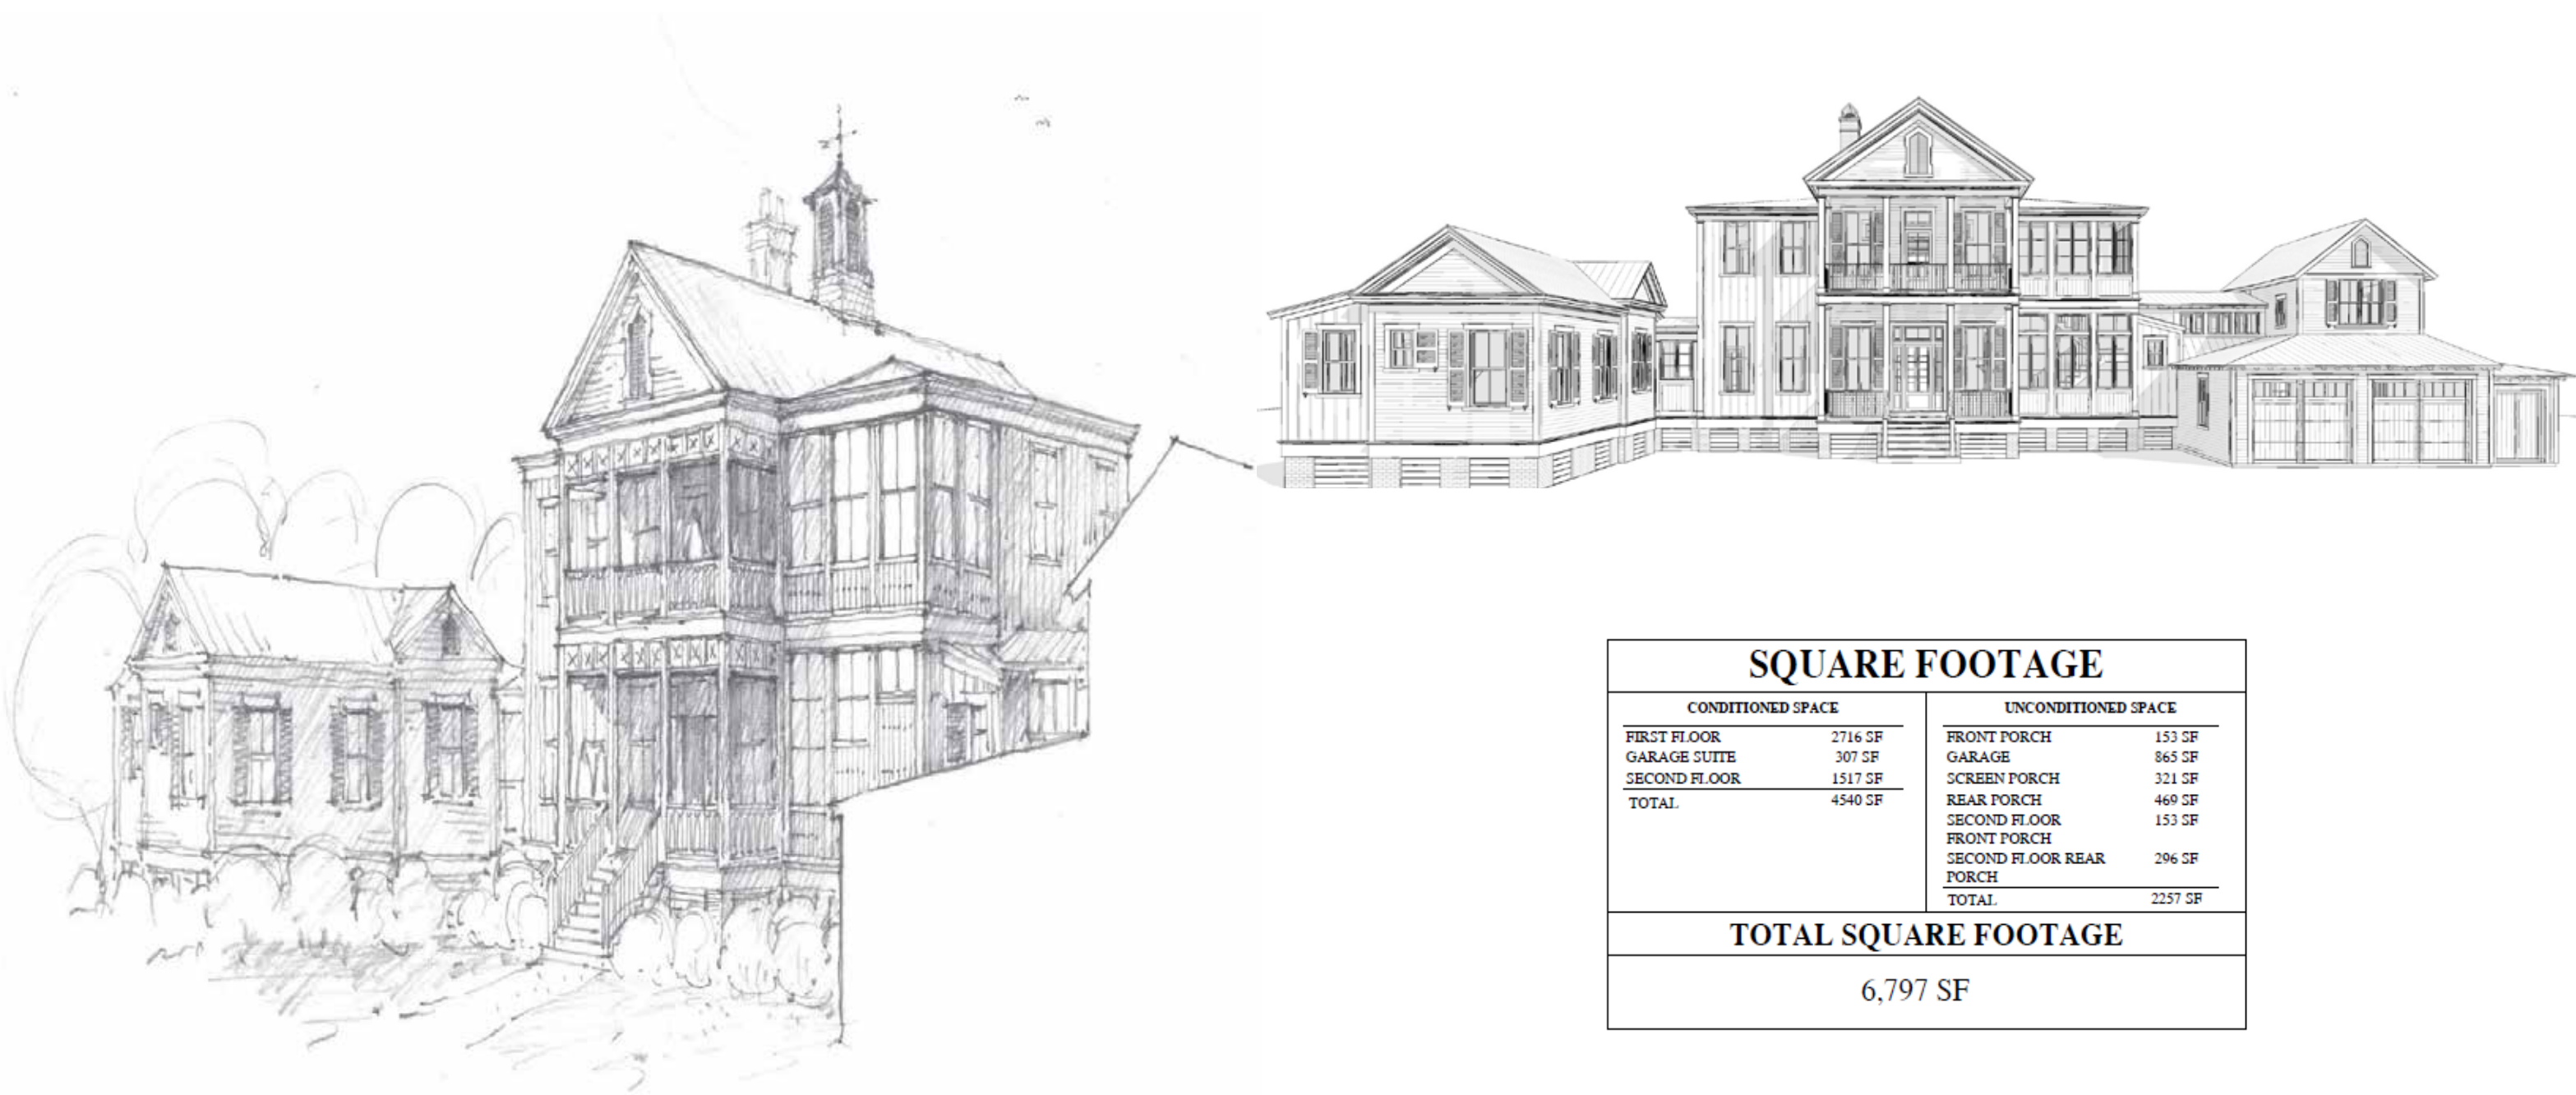 SQUARE FOOTAGE
CONDITIONED SPACE
FIRST FLOOR 2716 SF
GARAGE SUITE 307 SF
SECOND FLOOR 1517 SF
TOTAL 4540 SF
UNCONDITIONED SPACE
FRONT PORCH 153 SF
GARAGE 865 SF
SCREEN PORCH 321 SF
REAR PORCH 469 SF
SECOND FLOOR 153 SF
FRONT PORCH
SECOND FLOOR REAR 296 SF
PORCH
TOTAL 2257 SF
TOTAL SQUARE FOOTAGE
6,797 SF